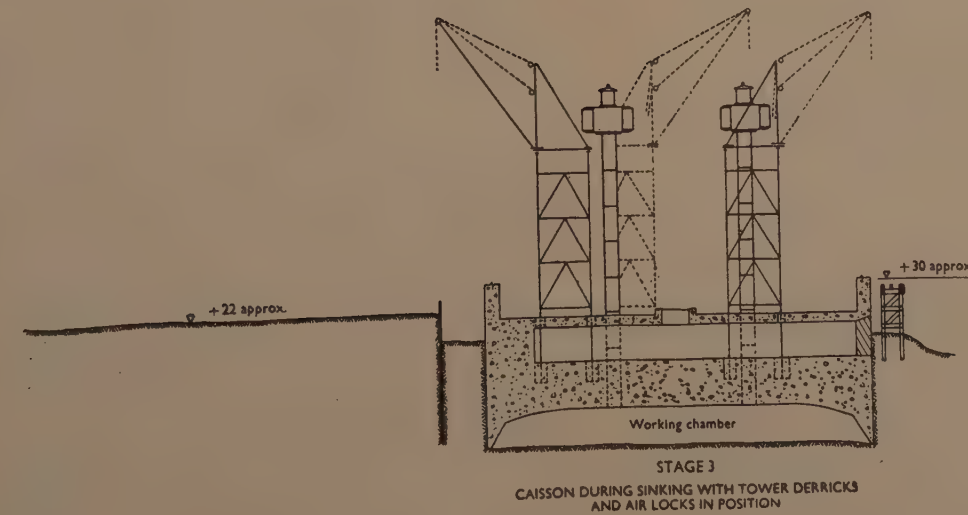 +30 approx
+22 approx.
Working chamber
STAGE 3
CAISSON DURING SINKING WITH TOWER DERRICKS
AND AIR LOCKS IN POSITION